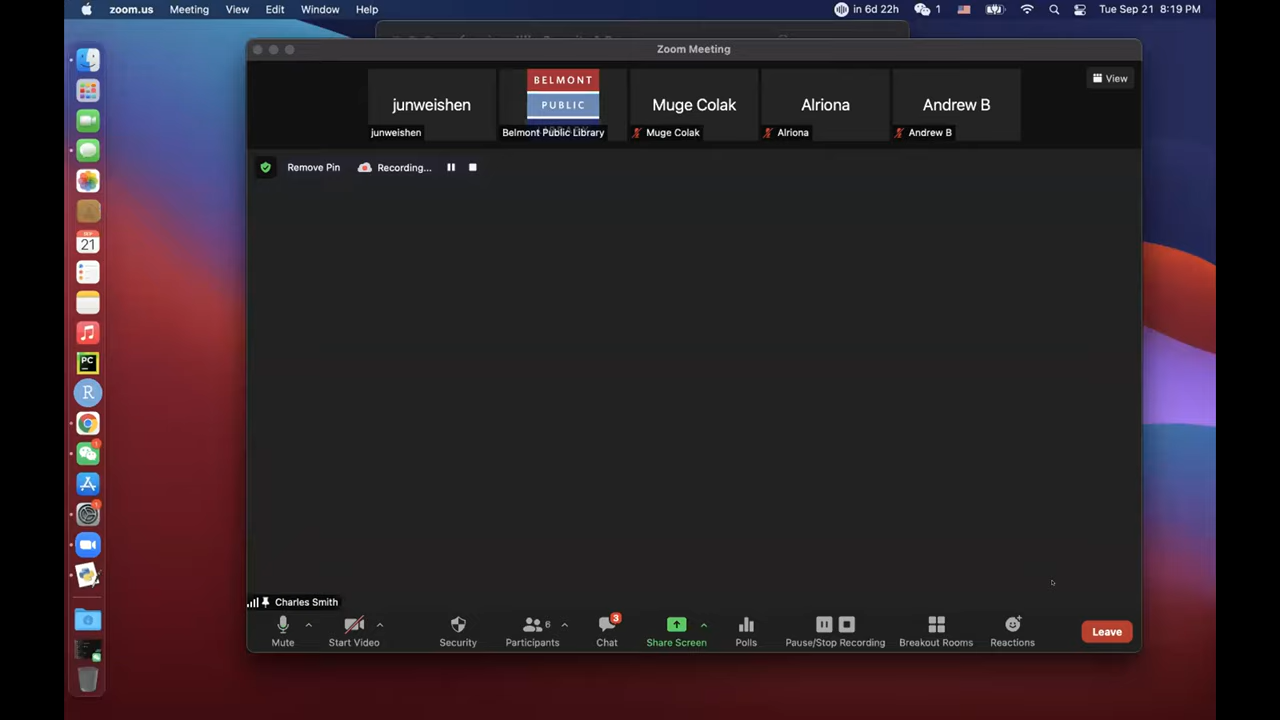 zoom.us Meeting View Edit Window Help
in 6d 22h 1 Tue Sep 21 8:19 PM
Zoom Meeting
junweishen
junweishen
BELMONT
PUBLIC
Belmont Public Library
Muge Colak
Muge Colak
Alriona
Alriona
Andrew B
Andrew B
View
Remove Pin Recording...
SEP
21
PC
R
1
1
Charles Smith
Mute
Start Video
Security
6
Participants
3
Chat
Share Screen
Polls
Pause/Stop Recording
Breakout Rooms
Reactions
Leave